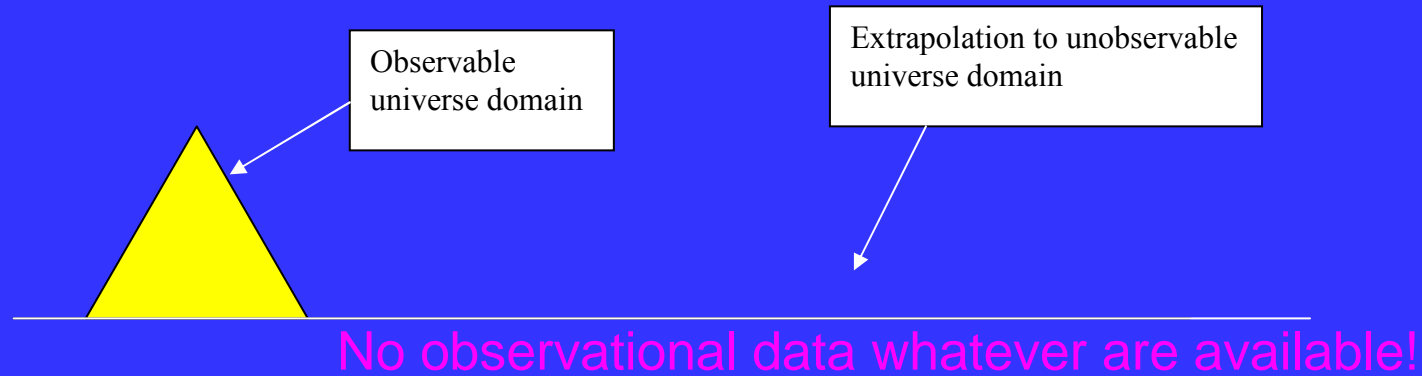 Observable
universe domain
Extrapolation to unobservable
universe domain
No observational data whatever are available!